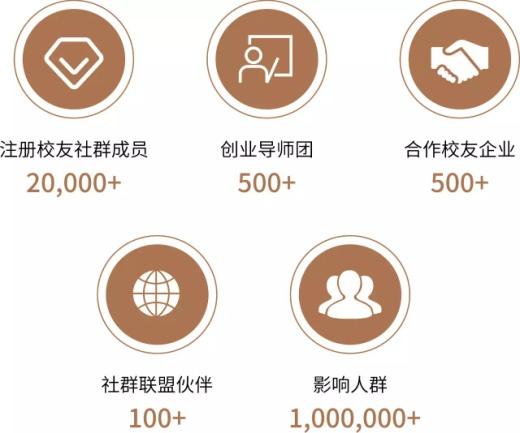 注册校友社群成员
20,000+
创业导师团
500+
合作校友企业
500+
社群联盟伙伴
100+
影响人群
1,000,000+